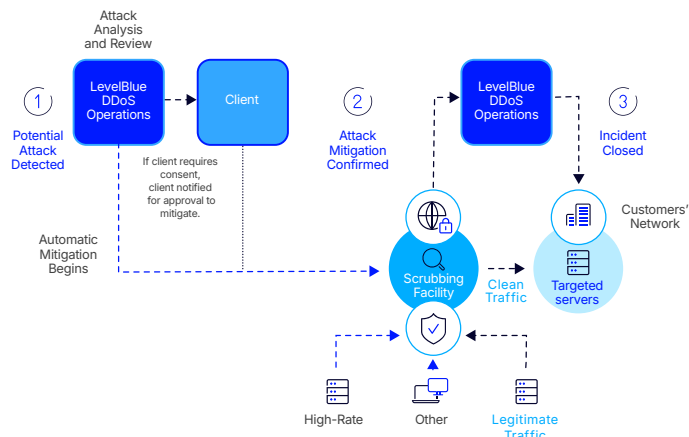 Attack
Analysis
and Review
1
Potential
Attack
Detected
LevelBlue
DDoS
Operations
Client
If client requires
consent,
client notified
for approval to
mitigate.
Automatic
Mitigation
Begins
2
Attack
Mitigation
Confirmed
LevelBlue
DDoS
Operations
3
Incident
Closed
Customers’
Network
Scrubbing
Facility
Clean
Traffic
Targeted
servers
High-Rate
Other
Legitimate
Traffic